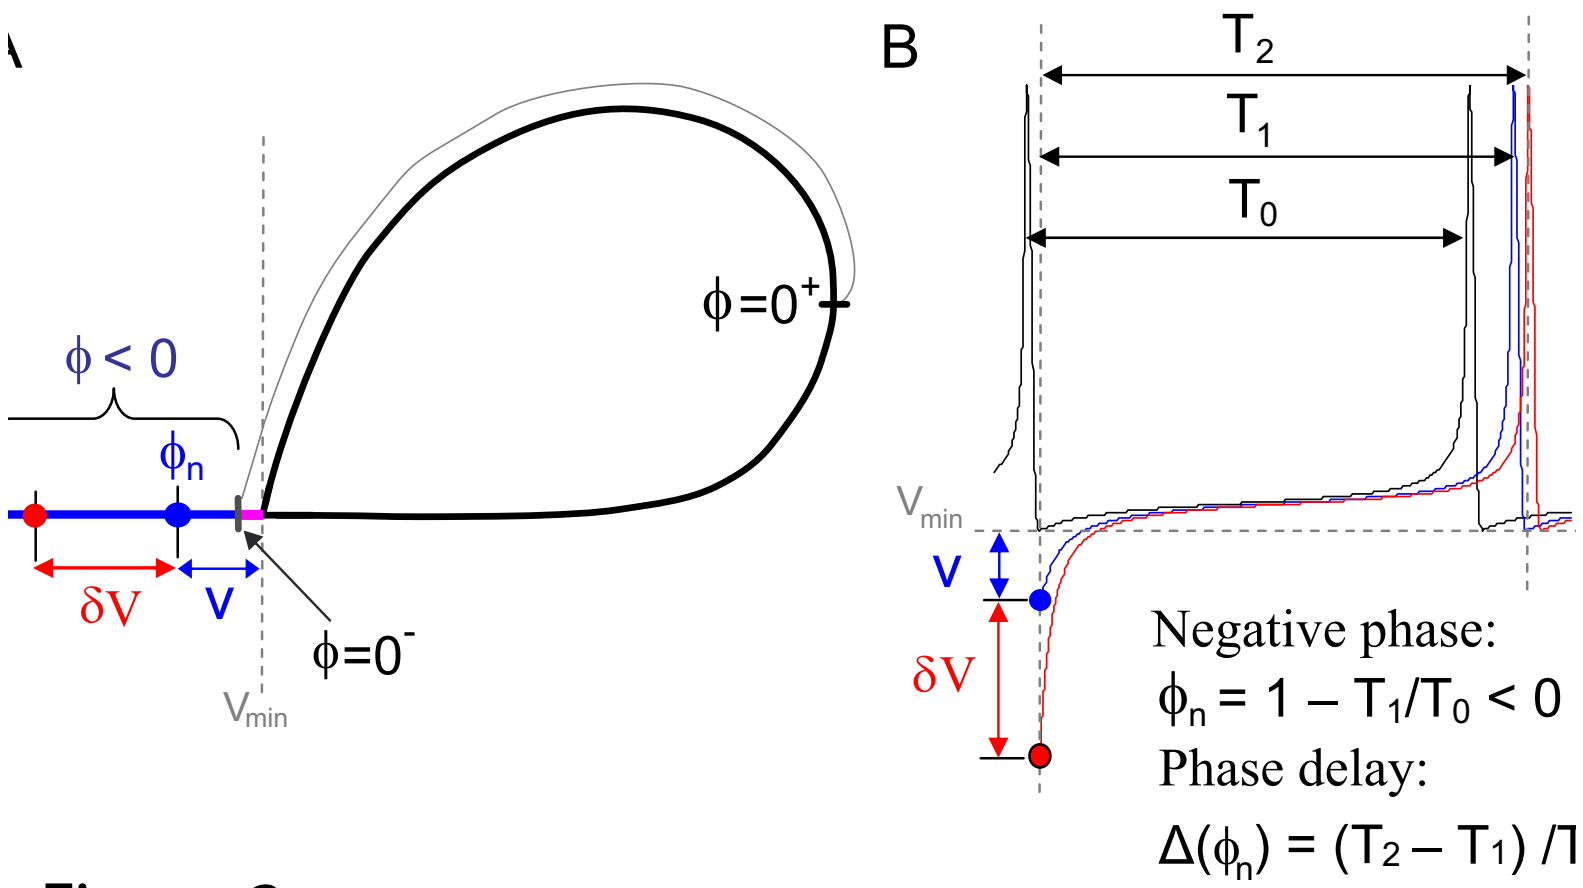 A
ϕ < 0
ϕn
δV
V
Vmin
ϕ=0-
ϕ=0+
B
T2
T1
T0
Vmin
V
δV
Negative phase:
ϕn = 1 – T1/T0 < 0
Phase delay:
Δ(ϕn) = (T2 – T1) /T